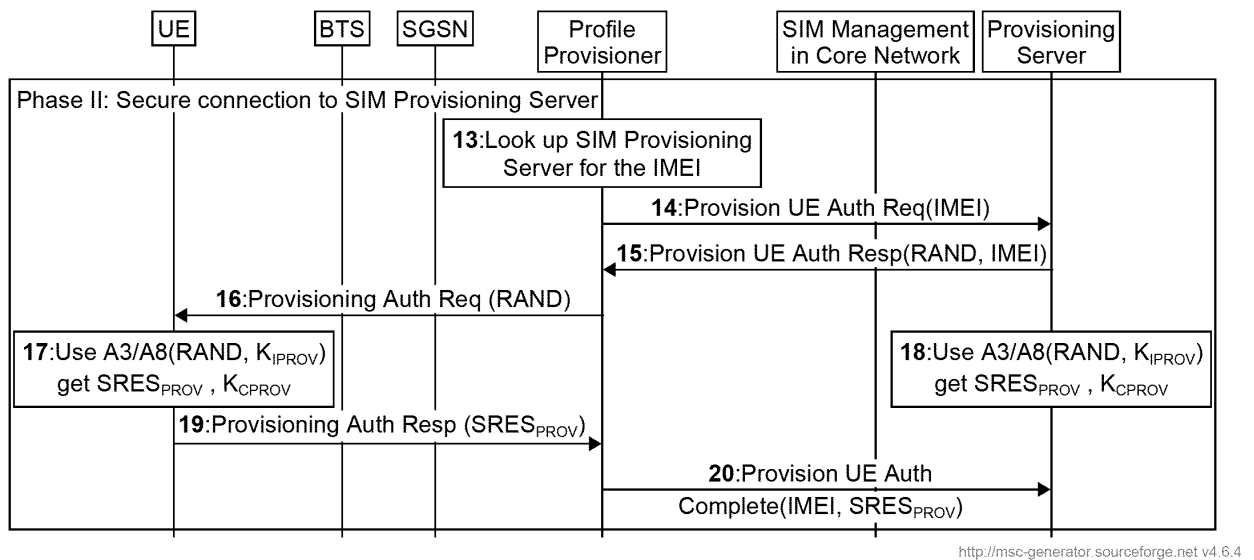 UE
BTS
SGSN
Profile
Provisioner
SIM Management
in Core Network
Provisioning
Server
Phase II: Secure connection to SIM Provisioning Server
13:Look up SIM Provisioning
Server for the IMEI
14:Provision UE Auth Req(IMEI)
15:Provision UE Auth Resp(RAND, IMEI)
16:Provisioning Auth Req (RAND)
17:Use A3/A8(RAND, KIPROV)
get SRESPROV , KCPROV
18:Use A3/A8(RAND, KIPROV)
get SRESPROV , KCPROV
19:Provisioning Auth Resp (SRESPROV)
20:Provision UE Auth
Complete(IMEI, SRESPROV)
http://msc-generator.sourceforge.net v4.6.4